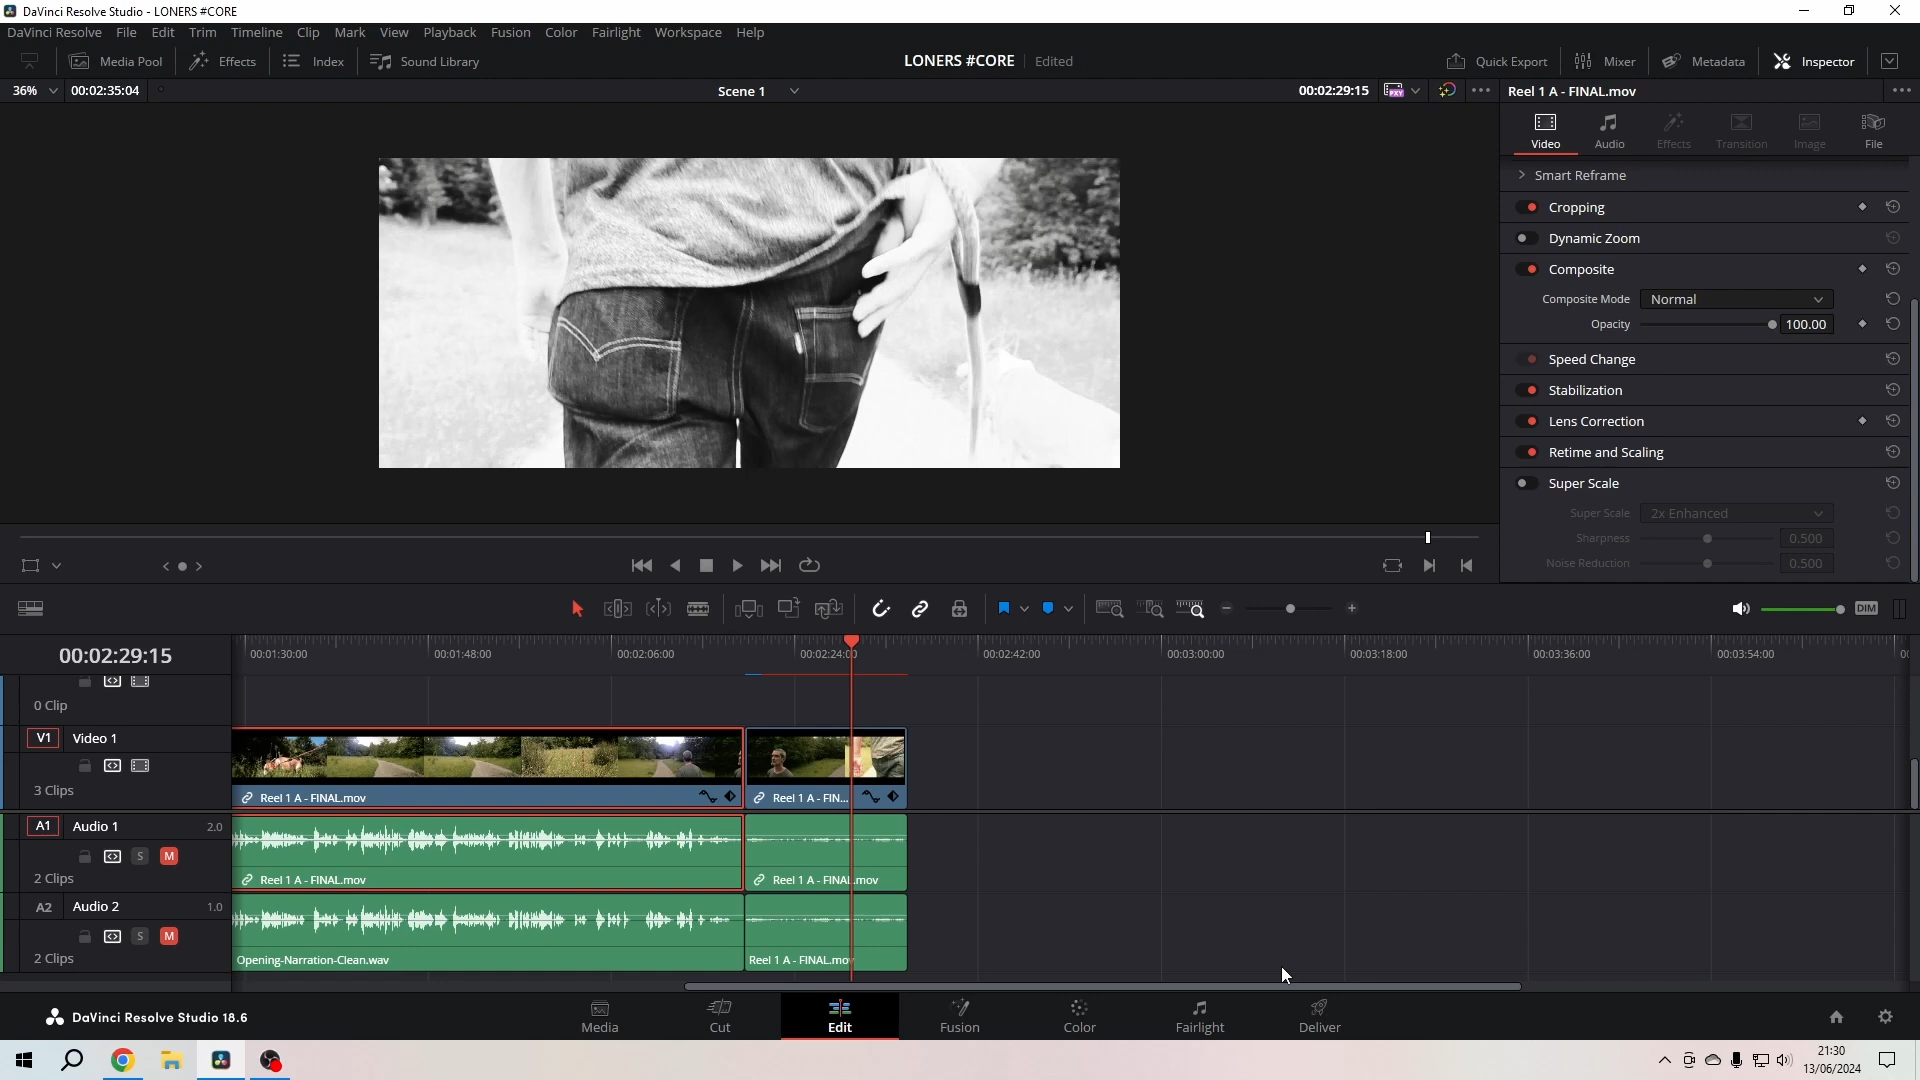 DaVinci Resolve Studio - LONERS #CORE
DaVinci Resolve File Edit Trim Timeline Clip Mark View Playback Fusion Color Fairlight Workspace Help
Media Pool Effects Index Sound Library LONERS #CORE Edited Quick Export Mixer Metadata Inspector
36% 00:02:35:04 Scene 1 00:02:29:15 PXY Reel 1 A - FINAL.mov
Video Audio Effects Transition Image File
Smart Reframe
Cropping
Dynamic Zoom
Composite
Composite Mode Normal
Opacity 100.00
Speed Change
Stabilization
Lens Correction
Retime and Scaling
Super Scale
Super Scale 2x Enhanced
Sharpness 0.500
Noise Reduction 0.500
DIM
00:02:29:15 00:01:30:00 00:01:48:00 00:02:06:00 00:02:24:00 00:02:42:00 00:03:00:00 00:03:18:00 00:03:36:00 00:03:54:00
0 Clip
V1 Video 1
3 Clips
Reel 1 A - FINAL.mov Reel 1 A - FIN...
A1 Audio 1 2.0
S M
2 Clips
Reel 1 A - FINAL.mov Reel 1 A - FINAL.mov
A2 Audio 2 1.0
S M
2 Clips
Opening-Narration-Clean.wav Reel 1 A - FINAL.mov
DaVinci Resolve Studio 18.6 Media Cut Edit Fusion Color Fairlight Deliver
21:30
13/06/2024